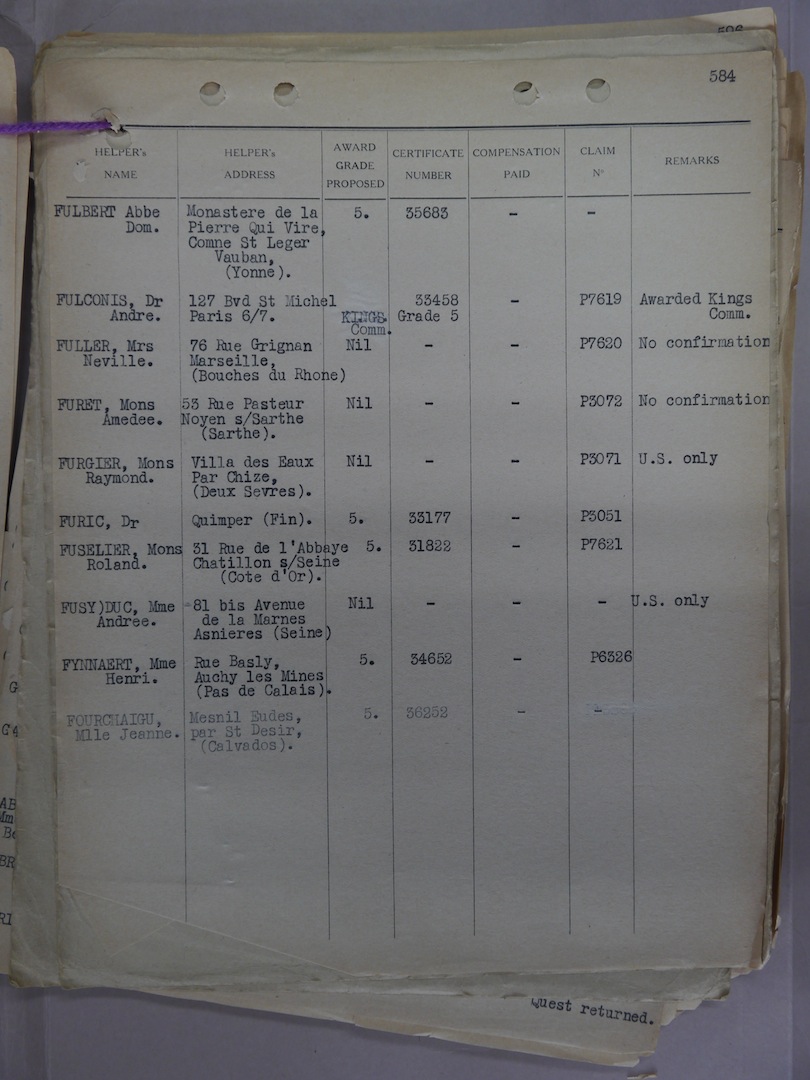 584
HELPER's NAME | HELPER's ADDRESS | AWARD GRADE PROPOSED | CERTIFICATE NUMBER | COMPENSATION PAID | CLAIM Nº | REMARKS
FULBERT Abbe | Monastere de la | 5. | 35683 | - | -
Dom. | Pierre Qui Vire,
Comne St Leger
Vauban,
(Yonne).
FULCONIS, Dr | 127 Bvd St Michel | 33458 | - | P7619 | Awarded Kings
Andre. | Paris 6/7. | KINGS. | Grade 5 | Comm.
Comm.
FULLER, Mrs | 76 Rue Grignan | Nil | - | - | P7620 | No confirmation
Neville. | Marseille,
(Bouches du Rhone)
FURET, Mons | 53 Rue Pasteur | Nil | - | - | P3072 | No confirmation
Amedee. | Noyen s/Sarthe
(Sarthe).
FURGIER, Mons | Villa des Eaux | Nil | - | - | P3071 | U.S. only
Raymond. | Par Chize,
(Deux Sevres).
FURIC, Dr | Quimper (Fin). | 5. | 33177 | - | P3051
FUSELIER, Mons | 31 Rue de l'Abbaye | 5. | 31822 | - | P7621
Roland. | Chatillon s/Seine
(Cote d'Or).
FUSY)DUC, Mme | 81 bis Avenue | Nil | - | - | - | U.S. only
Andree. | de la Marnes
Asnieres (Seine)
FYNNAERT, Mme | Rue Basly, | 5. | 34652 | - | P6326
Henri. | Auchy les Mines
(Pas de Calais).
FOURCHAIGU, | Mesnil Eudes, | 5. | 36252 | - | -
Mlle Jeanne. | par St Desir,
(Calvados).
Quest returned.